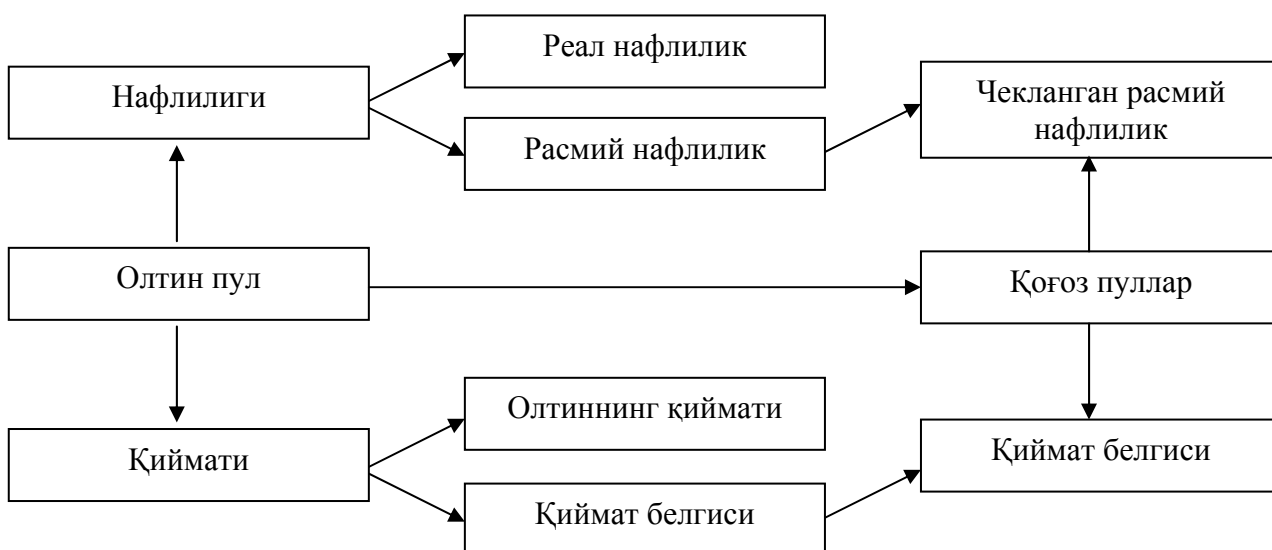 Реал нафлилик
Нафлилиги
Чекланган расмий
нафлилик
Расмий нафлилик
Олтин пул
Қоғоз пуллар
Олтиннинг қиймати
Қиймати
Қиймат белгиси
Қиймат белгиси